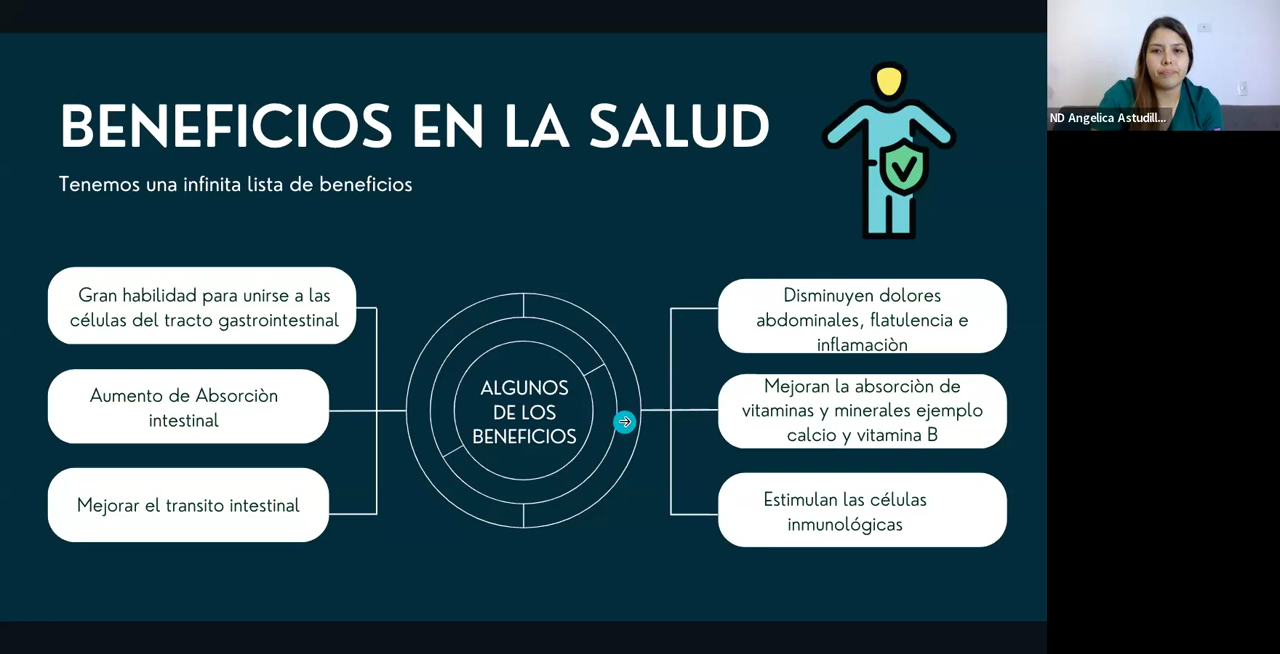 BENEFICIOS EN LA SALUD
Tenemos una infinita lista de beneficios
Gran habilidad para unirse a las
células del tracto gastrointestinal
Aumento de Absorciòn
intestinal
Mejorar el transito intestinal
ALGUNOS
DE LOS
BENEFICIOS
Disminuyen dolores
abdominales, flatulencia e
inflamaciòn
Mejoran la absorciòn de
vitaminas y minerales ejemplo
calcio y vitamina B
Estimulan las células
inmunológicas
ND Angelica Astudill...